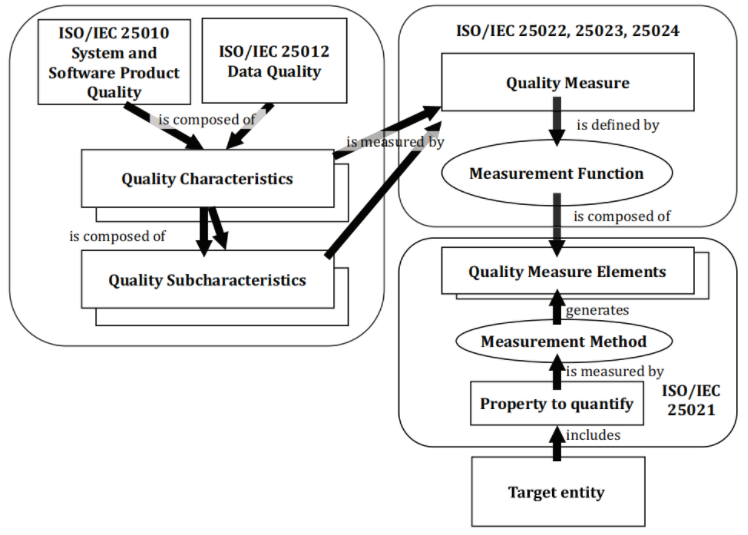 ISO/IEC 25010
System and
Software Product
Quality
ISO/IEC 25012
Data Quality
is composed of
Quality Characteristics
is composed of
Quality Subcharacteristics
is measured by
ISO/IEC 25022, 25023, 25024
Quality Measure
is defined by
Measurement Function
is composed of
Quality Measure Elements
generates
Measurement Method
is measured by
Property to quantify
ISO/IEC
25021
includes
Target entity